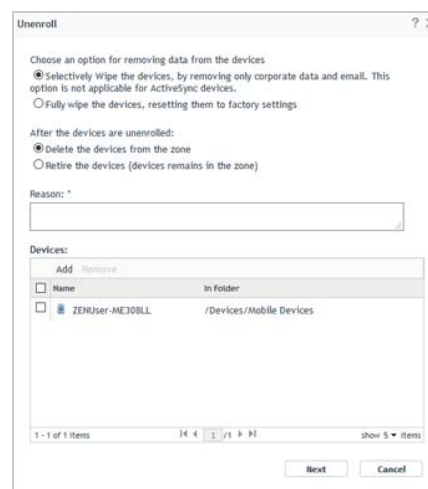 Unenroll ?
Choose an option for removing data from the devices
Selectively Wipe the devices, by removing only corporate data and email. This
option is not applicable for ActiveSync devices.
Fully wipe the devices, resetting them to factory settings
After the devices are unenrolled:
Delete the devices from the zone
Retire the devices (devices remains in the zone)
Reason: *
Devices:
Add Remove
Name In Folder
ZENUser-ME308LL /Devices/Mobile Devices
1 - 1 of 1 items 1 /1 show 5 items
Next Cancel